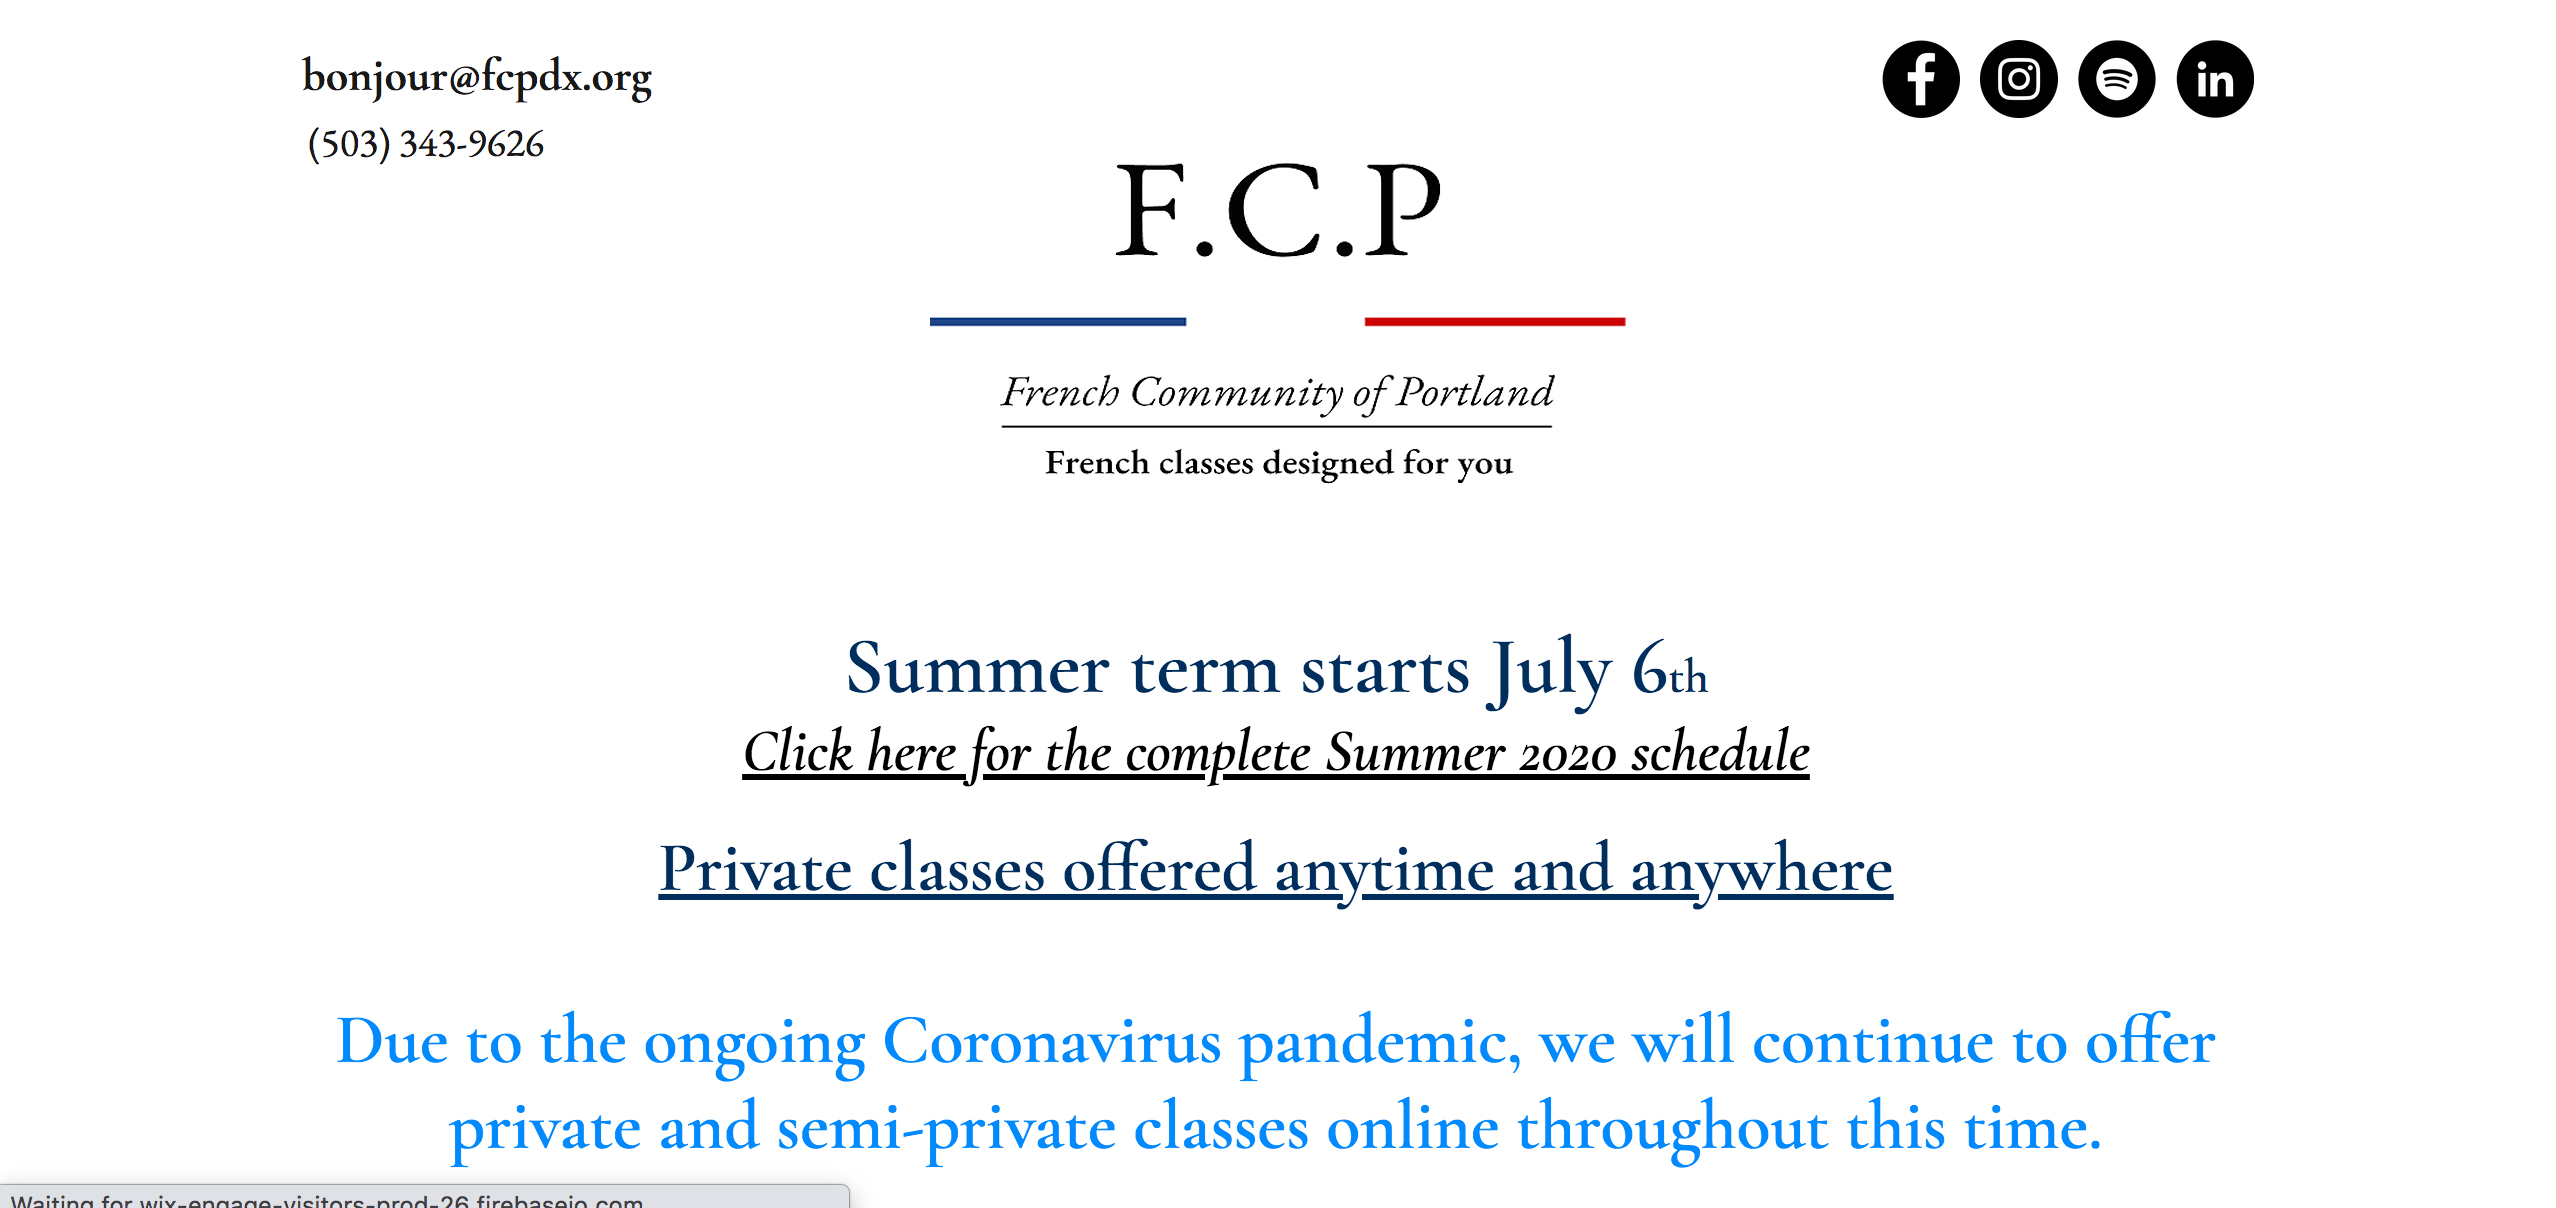 bonjour@fcpdx.org
(503) 343-9626
F.C.P
French Community of Portland
French classes designed for you
Summer term starts July 6th
Click here for the complete Summer 2020 schedule
Private classes offered anytime and anywhere
Due to the ongoing Coronavirus pandemic, we will continue to offer
private and semi-private classes online throughout this time.
Waiting for wix-engage-visitors-prod-26.firebaseio.com